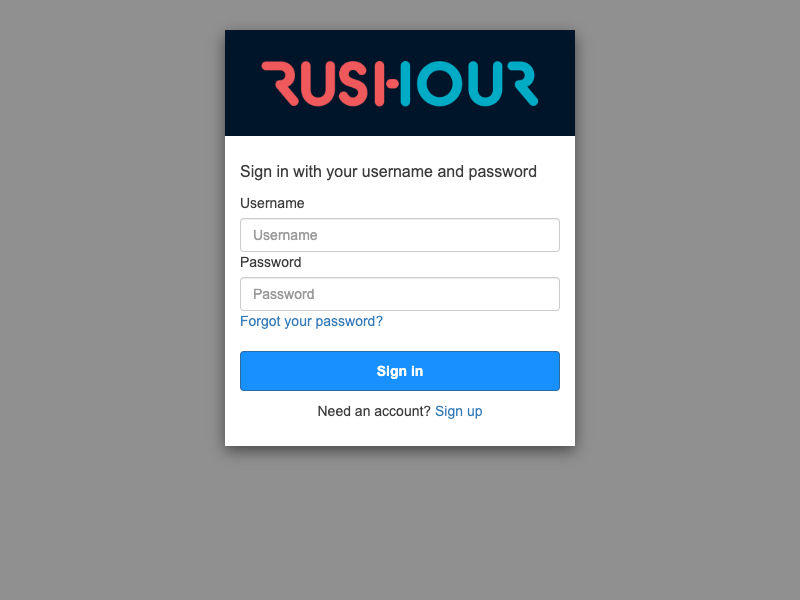 RUSHOUR
Sign in with your username and password
Username
Username
Password
Password
Forgot your password?
Sign in
Need an account? Sign up